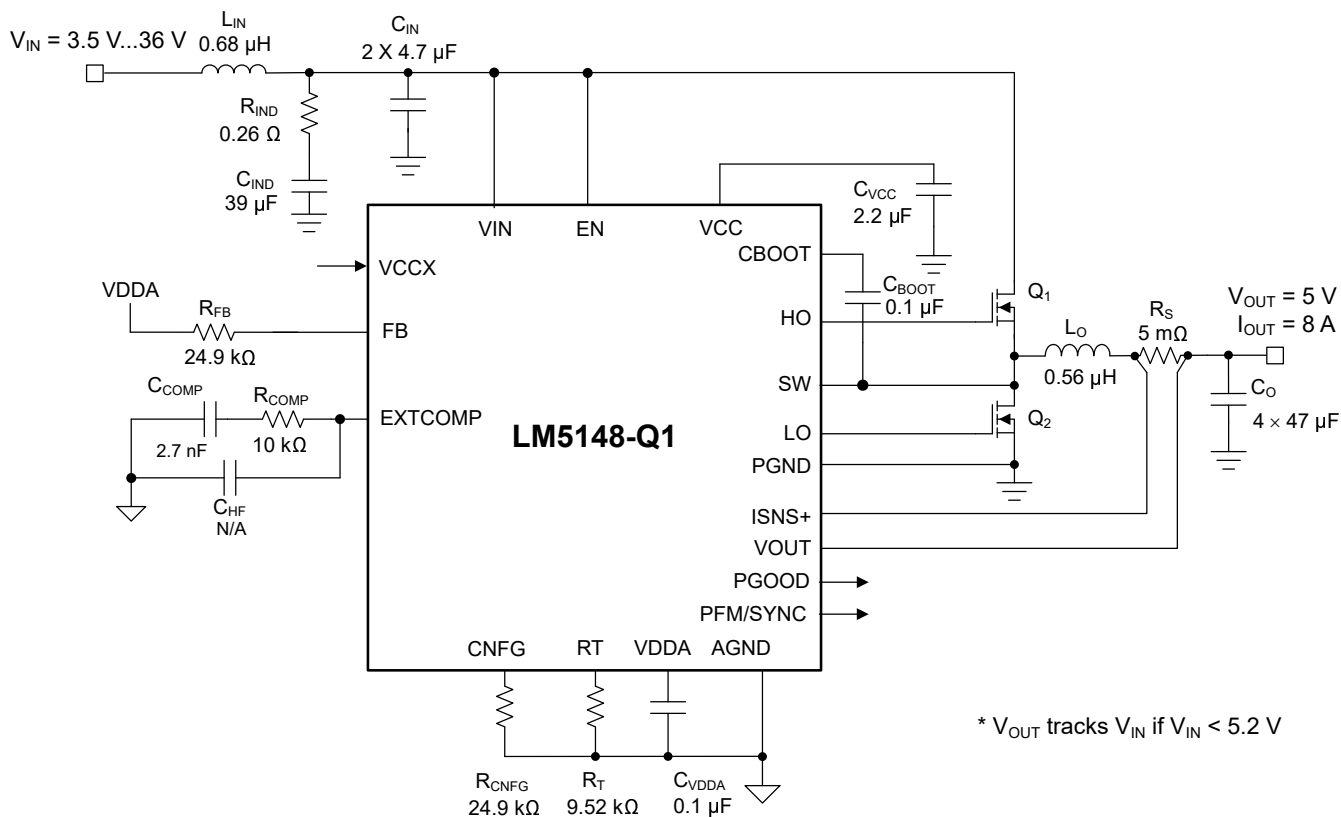 L_IN
V_IN = 3.5 V...36 V
0.68 µH
C_IN
2 X 4.7 µF
R_IND
0.26 Ω
C_IND
39 µF
VIN
EN
VCC
C_VCC
2.2 µF
CBOOT
C_BOOT
0.1 µF
VCCX
VDDA
R_FB
24.9 kΩ
FB
HO
Q₁
V_OUT = 5 V
I_OUT = 8 A
L_O
0.56 µH
R_S
5 mΩ
SW
C_O
4 × 47 µF
C_COMP
2.7 nF
R_COMP
10 kΩ
EXTCOMP
LM5148-Q1
LO
Q₂
PGND
C_HF
N/A
ISNS+
VOUT
PGOOD
PFM/SYNC
CNFG
RT
VDDA
AGND
* V_OUT tracks V_IN if V_IN < 5.2 V
R_CNFG
24.9 kΩ
R_T
9.52 kΩ
C_VDDA
0.1 µF